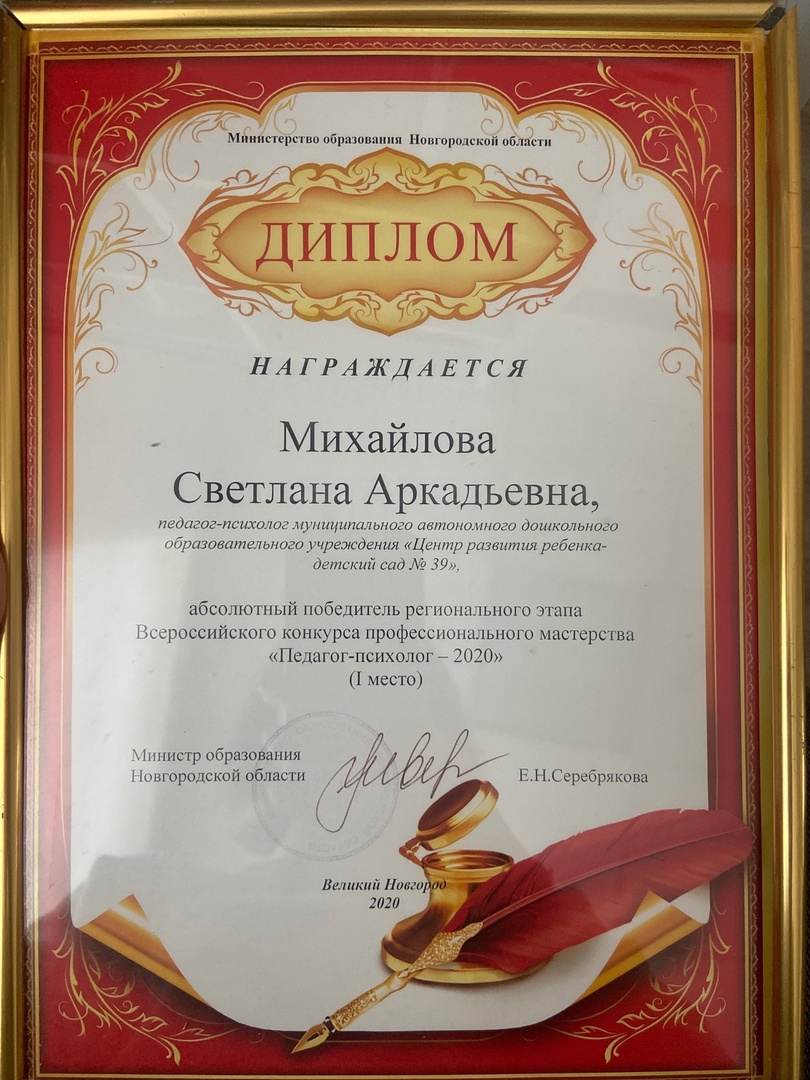 Министерство образования Новгородской области
ДИПЛОМ
НАГРАЖДАЕТСЯ
Михайлова
Светлана Аркадьевна,
педагог-психолог муниципального автономного дошкольного
образовательного учреждения «Центр развития ребенка-
детский сад № 39»,
абсолютный победитель регионального этапа
Всероссийского конкурса профессионального мастерства
«Педагог-психолог – 2020»
(I место)
Министр образования
Новгородской области
Е.Н.Серебрякова
Великий Новгород
2020